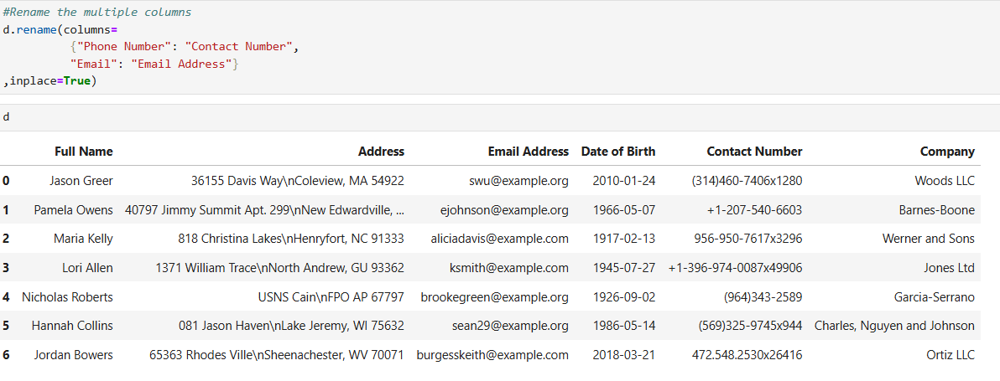 #Rename the multiple columns
d.rename(columns=
{"Phone Number": "Contact Number",
"Email": "Email Address"}
,inplace=True)
d
Full Name Address Email Address Date of Birth Contact Number Company
0 Jason Greer 36155 Davis Way\nColeview, MA 54922 swu@example.org 2010-01-24 (314)460-7406x1280 Woods LLC
1 Pamela Owens 40797 Jimmy Summit Apt. 299\nNew Edwardville, ... ejohnson@example.org 1966-05-07 +1-207-540-6603 Barnes-Boone
2 Maria Kelly 818 Christina Lakes\nHenryfort, NC 91333 aliciadavis@example.com 1917-02-13 956-950-7617x3296 Werner and Sons
3 Lori Allen 1371 William Trace\nNorth Andrew, GU 93362 ksmith@example.com 1945-07-27 +1-396-974-0087x49906 Jones Ltd
4 Nicholas Roberts USNS Cain\nFPO AP 67797 brookegreen@example.org 1926-09-02 (964)343-2589 Garcia-Serrano
5 Hannah Collins 081 Jason Haven\nLake Jeremy, WI 75632 sean29@example.org 1986-05-14 (569)325-9745x944 Charles, Nguyen and Johnson
6 Jordan Bowers 65363 Rhodes Ville\nSheenachester, WV 70071 burgesskeith@example.com 2018-03-21 472.548.2530x26416 Ortiz LLC